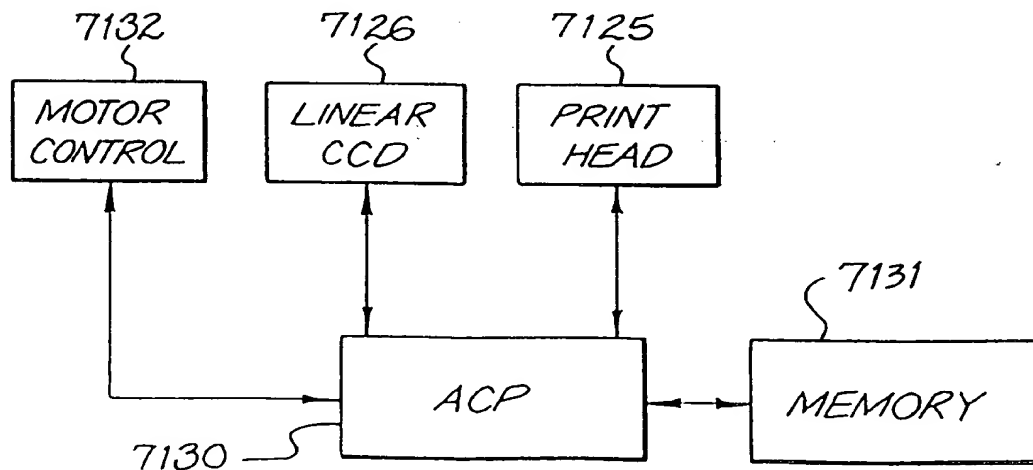 7132
7126
7125
MOTOR
CONTROL
LINEAR
CCD
PRINT
HEAD
7131
ACP
MEMORY
7130